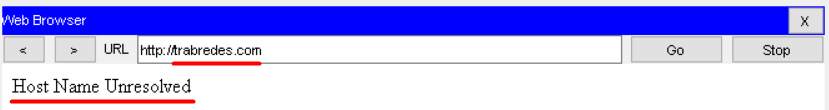 Web Browser X
< > URL http://trabredes.com Go Stop
Host Name Unresolved